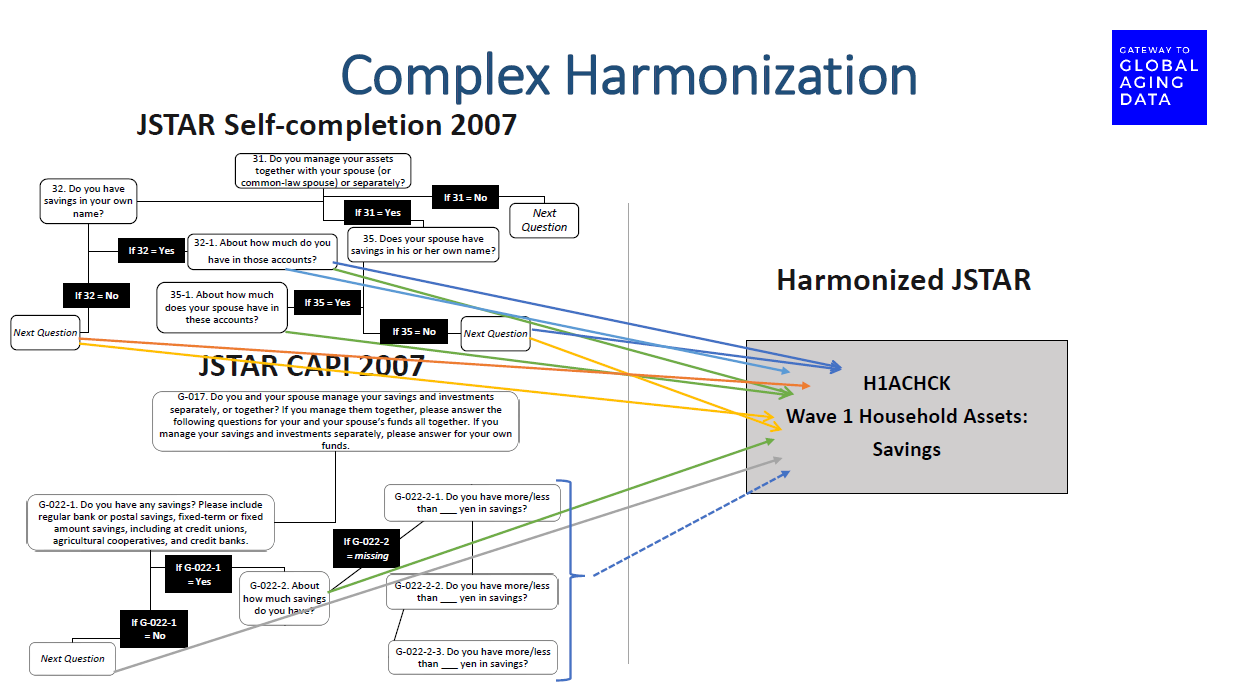 Complex Harmonization
GATEWAY TO
GLOBAL
AGING
DATA
JSTAR Self-completion 2007
31. Do you manage your assets
together with your spouse (or
common-law spouse) or separately?
32. Do you have
savings in your own
name?
If 31 = No
If 31 = Yes
Next
Question
If 32 = Yes
32-1. About how much do you
have in those accounts?
35. Does your spouse have
savings in his or her own name?
If 32 = No
35-1. About how much
does your spouse have in
these accounts?
If 35 = Yes
Next Question
If 35 = No
Next Question
JSTAR CAPI 2007
G-017. Do you and your spouse manage your savings and investments
separately, or together? If you manage them together, please answer the
following questions for your and your spouse's funds all together. If you
manage your savings and investments separately, please answer for your own
funds.
G-022-1. Do you have any savings? Please include
regular bank or postal savings, fixed-term or fixed
amount savings, including at credit unions,
agricultural cooperatives, and credit banks.
If G-022-1
= Yes
If G-022-1
= No
Next Question
G-022-2. About
how much savings
do you have?
If G-022-2
= missing
G-022-2-1. Do you have more/less
than ___ yen in savings?
G-022-2-2. Do you have more/less
than ___ yen in savings?
G-022-2-3. Do you have more/less
than ___ yen in savings?
Harmonized JSTAR
H1ACHCK
Wave 1 Household Assets:
Savings